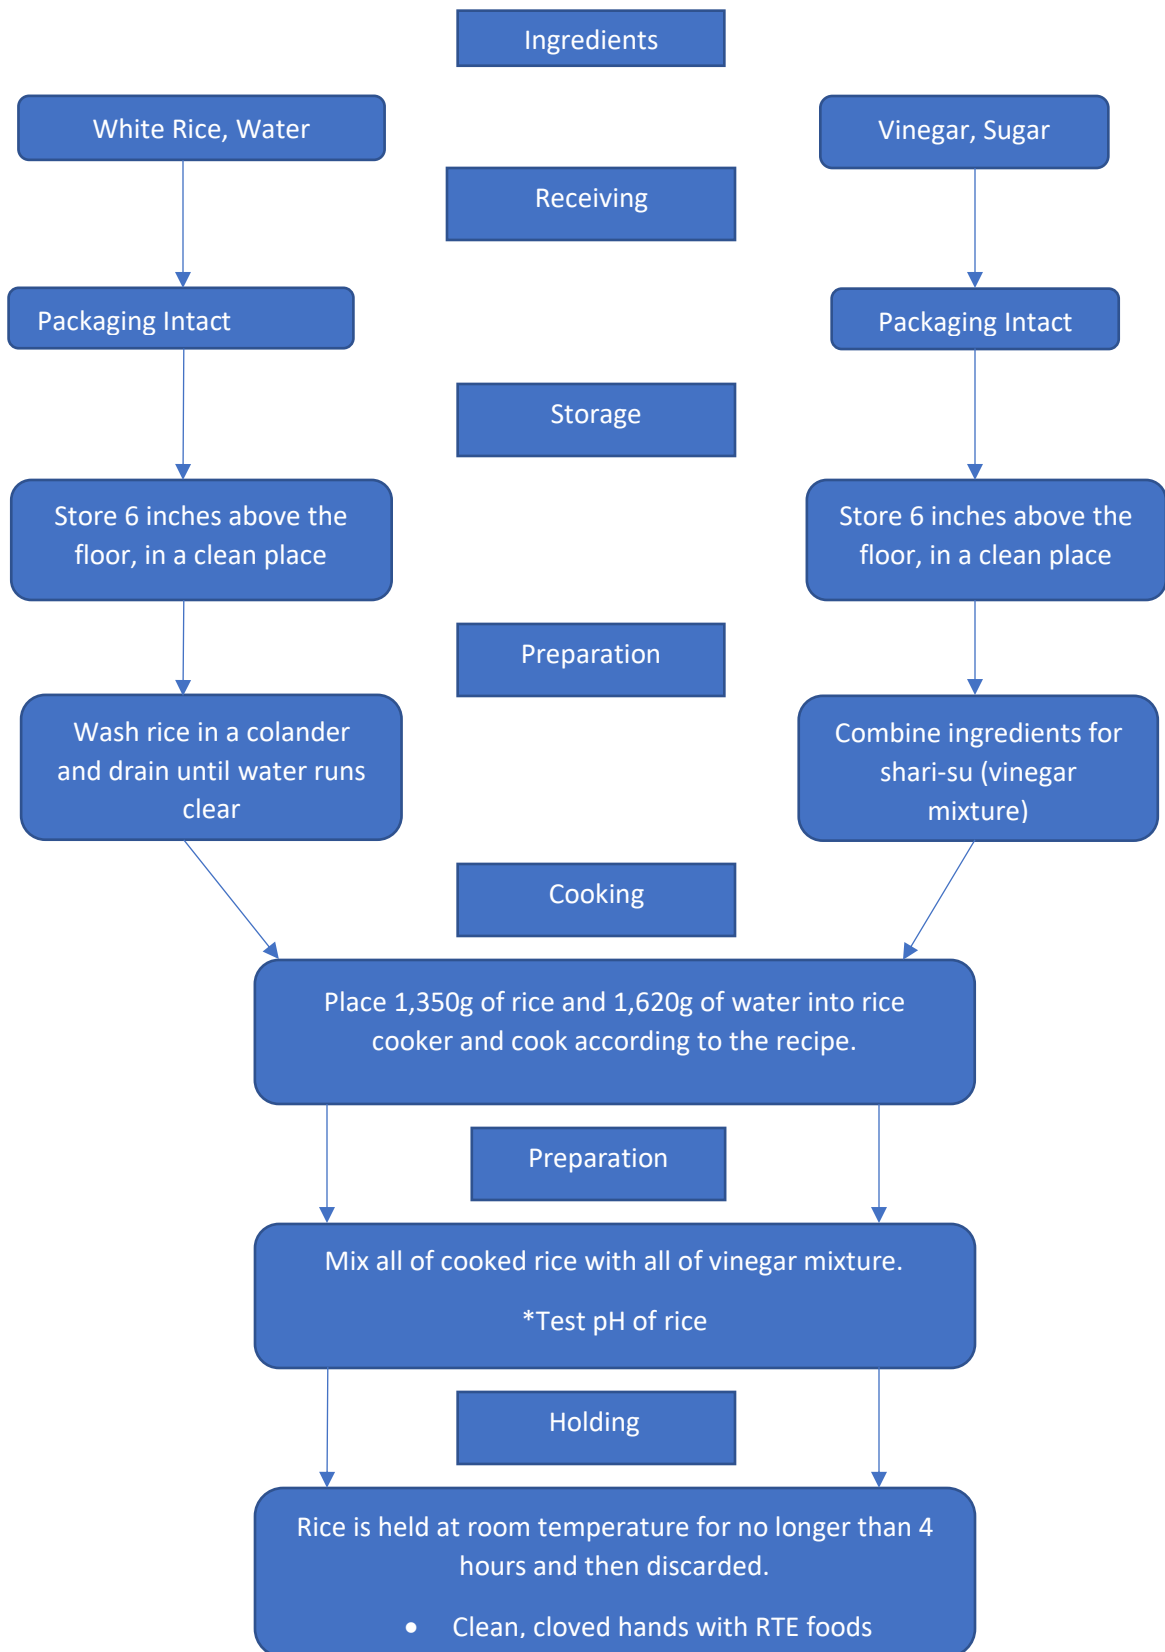 Ingredients
White Rice, Water
Vinegar, Sugar
Receiving
Packaging Intact
Packaging Intact
Storage
Store 6 inches above the
floor, in a clean place
Store 6 inches above the
floor, in a clean place
Preparation
Wash rice in a colander
and drain until water runs
clear
Combine ingredients for
shari-su (vinegar
mixture)
Cooking
Place 1,350g of rice and 1,620g of water into rice
cooker and cook according to the recipe.
Preparation
Mix all of cooked rice with all of vinegar mixture.
*Test pH of rice
Holding
Rice is held at room temperature for no longer than 4
hours and then discarded.
• Clean, cloved hands with RTE foods